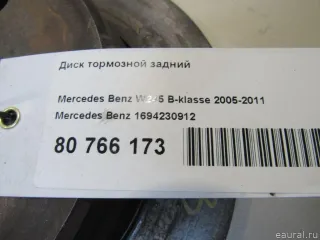 Диск тормозной задний
Mercedes Benz W245 B-klasse 2005-2011
Mercedes Benz 1694230912
80 766 173
eaural.ru